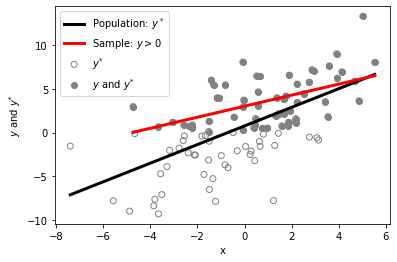 Population: y*
Sample: y > 0
y*
y and y*
10
5
0
−5
−10
y and y*
−8 −6 −4 −2 0 2 4 6
x